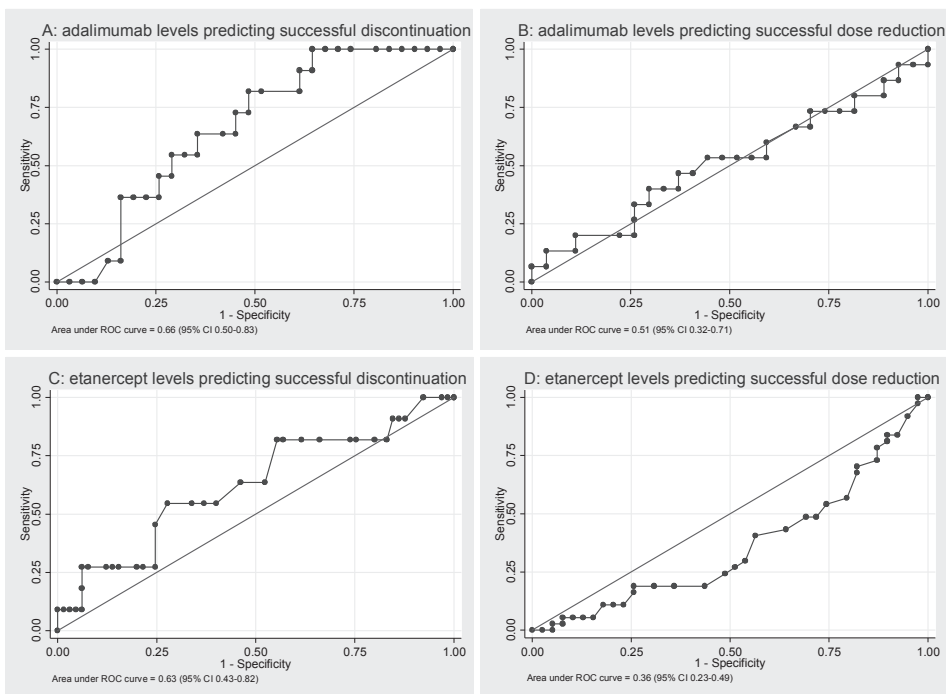 A: adalimumab levels predicting successful discontinuation
Sensitivity
1.00
0.75
0.50
0.25
0.00
0.00 0.25 0.50 0.75 1.00
1 - Specificity
Area under ROC curve = 0.66 (95% CI 0.50-0.83)
B: adalimumab levels predicting successful dose reduction
Sensitivity
1.00
0.75
0.50
0.25
0.00
0.00 0.25 0.50 0.75 1.00
1 - Specificity
Area under ROC curve = 0.51 (95% CI 0.32-0.71)
C: etanercept levels predicting successful discontinuation
Sensitivity
1.00
0.75
0.50
0.25
0.00
0.00 0.25 0.50 0.75 1.00
1 - Specificity
Area under ROC curve = 0.63 (95% CI 0.43-0.82)
D: etanercept levels predicting successful dose reduction
Sensitivity
1.00
0.75
0.50
0.25
0.00
0.00 0.25 0.50 0.75 1.00
1 - Specificity
Area under ROC curve = 0.36 (95% CI 0.23-0.49)